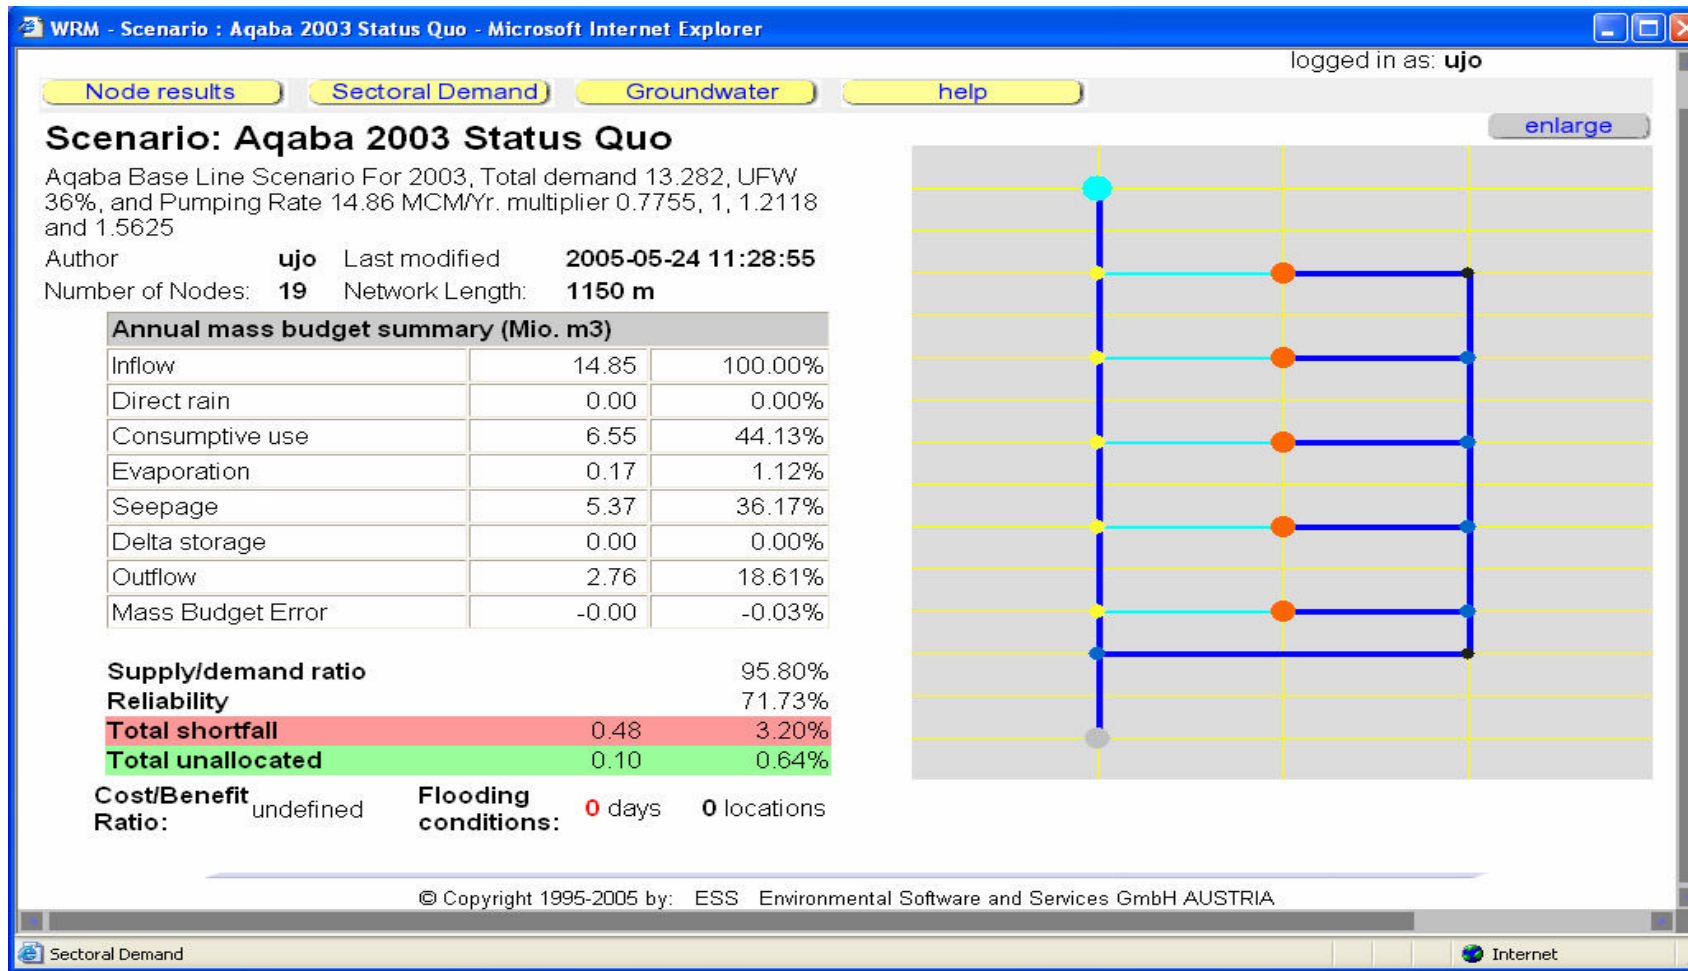 WRM - Scenario : Aqaba 2003 Status Quo - Microsoft Internet Explorer
logged in as: ujo
Node results Sectoral Demand Groundwater help
enlarge
Scenario: Aqaba 2003 Status Quo
Aqaba Base Line Scenario For 2003, Total demand 13.282, UFW
36%, and Pumping Rate 14.86 MCM/Yr. multiplier 0.7755, 1, 1.2118
and 1.5625
Author ujo Last modified 2005-05-24 11:28:55
Number of Nodes: 19 Network Length: 1150 m
Annual mass budget summary (Mio. m3)
Inflow 14.85 100.00%
Direct rain 0.00 0.00%
Consumptive use 6.55 44.13%
Evaporation 0.17 1.12%
Seepage 5.37 36.17%
Delta storage 0.00 0.00%
Outflow 2.76 18.61%
Mass Budget Error -0.00 -0.03%
Supply/demand ratio 95.80%
Reliability 71.73%
Total shortfall 0.48 3.20%
Total unallocated 0.10 0.64%
Cost/Benefit Ratio: undefined Flooding conditions: 0 days 0 locations
© Copyright 1995-2005 by: ESS Environmental Software and Services GmbH AUSTRIA
Sectoral Demand Internet